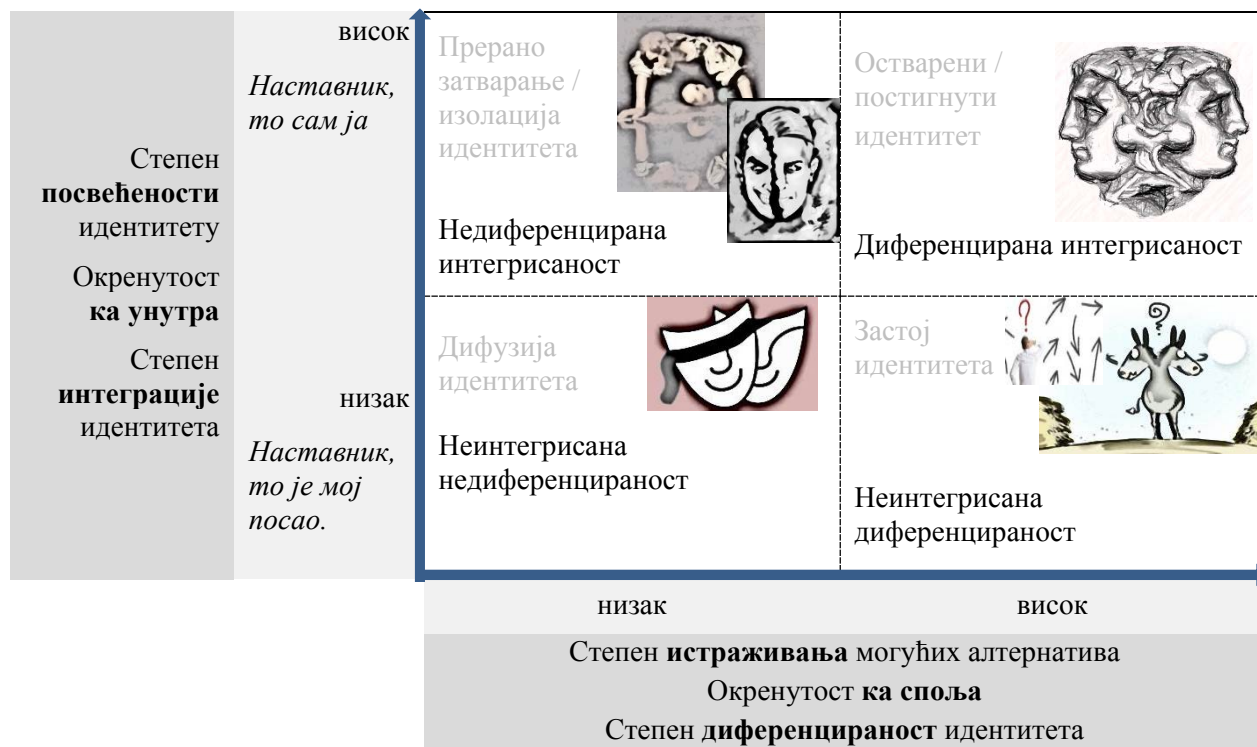 Степен
посвећености
идентитету
Окренутост
ка унутра
Степен
интеграције
идентитета
висок
Наставник,
то сам ја
низак
Наставник,
то је мој
посао.
Прерано
затварање /
изолација
идентитета
Недиференцирана
интегрисаност
Остварени /
постигнути
идентитет
Диференцирана интегрисаност
Дифузија
идентитета
Неинтегрисана
недиференцираност
Застој
идентитета
Неинтегрисана
диференцираност
низак
висок
Степен истраживања могућих алтернатива
Окренутост ка споља
Степен диференцираност идентитета